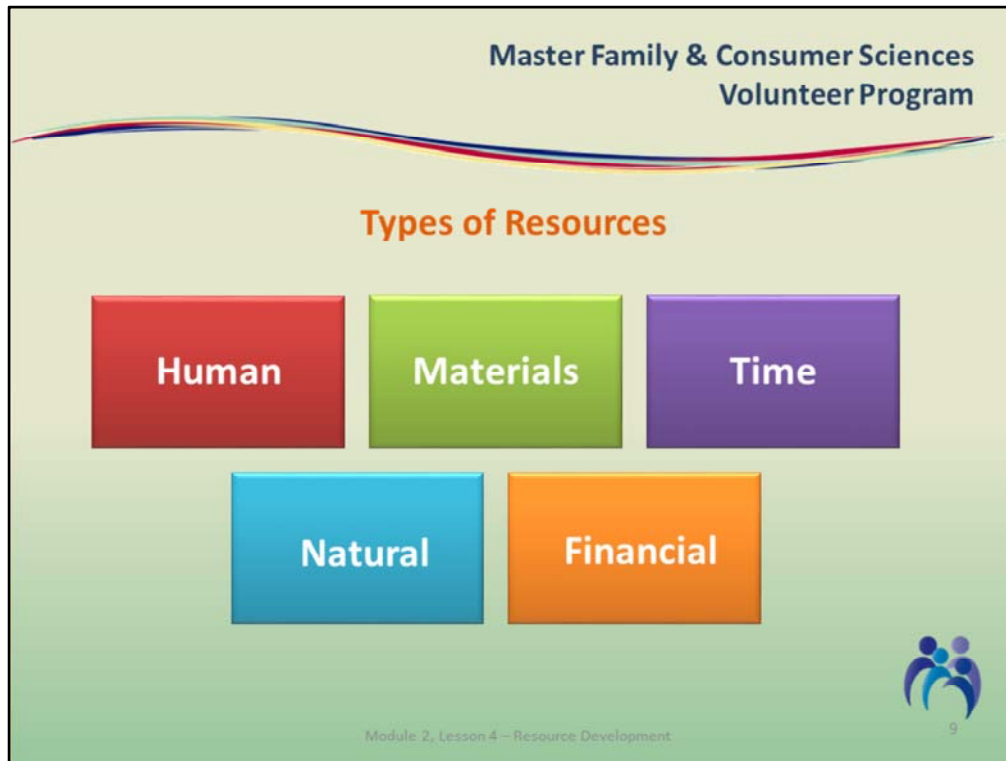 Master Family & Consumer Sciences
Volunteer Program
Types of Resources
Human
Materials
Time
Natural
Financial
Module 2, Lesson 4 – Resource Development
9